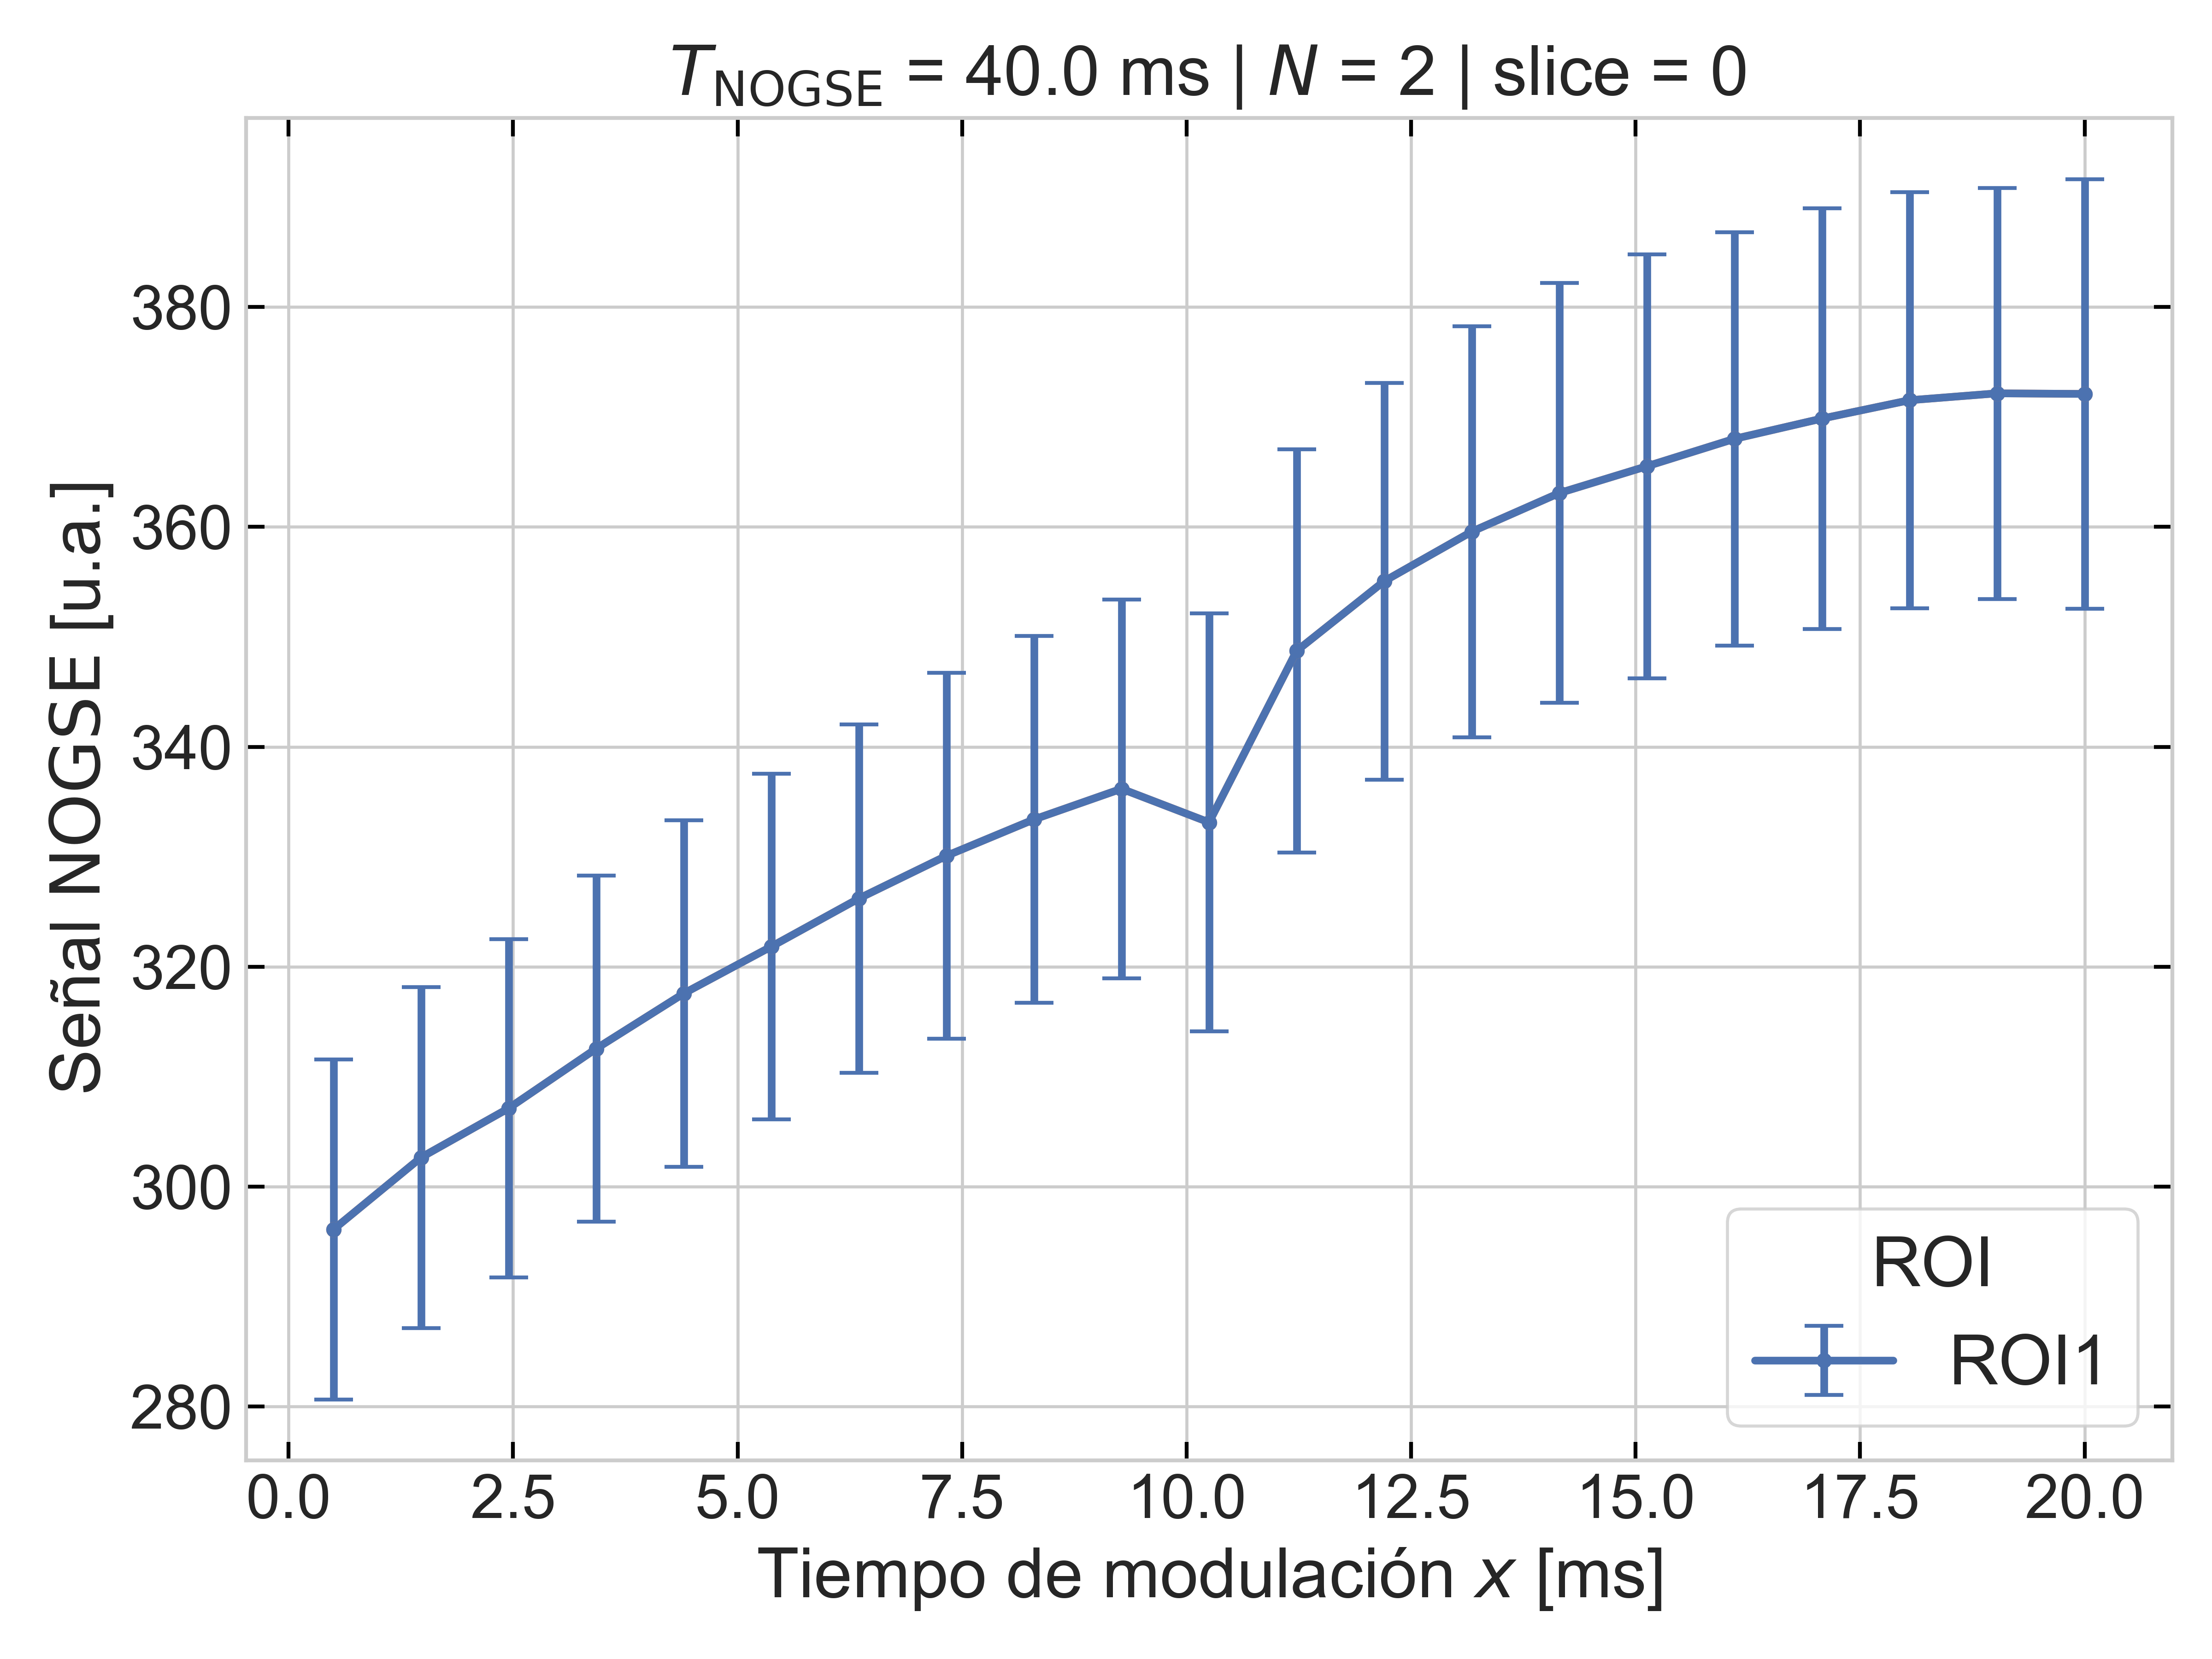 T_NOGSE = 40.0 ms | N = 2 | slice = 0
Señal NOGSE [u.a.]
380
360
340
320
300
280
0.0 2.5 5.0 7.5 10.0 12.5 15.0 17.5 20.0
Tiempo de modulación x [ms]
ROI
ROI1